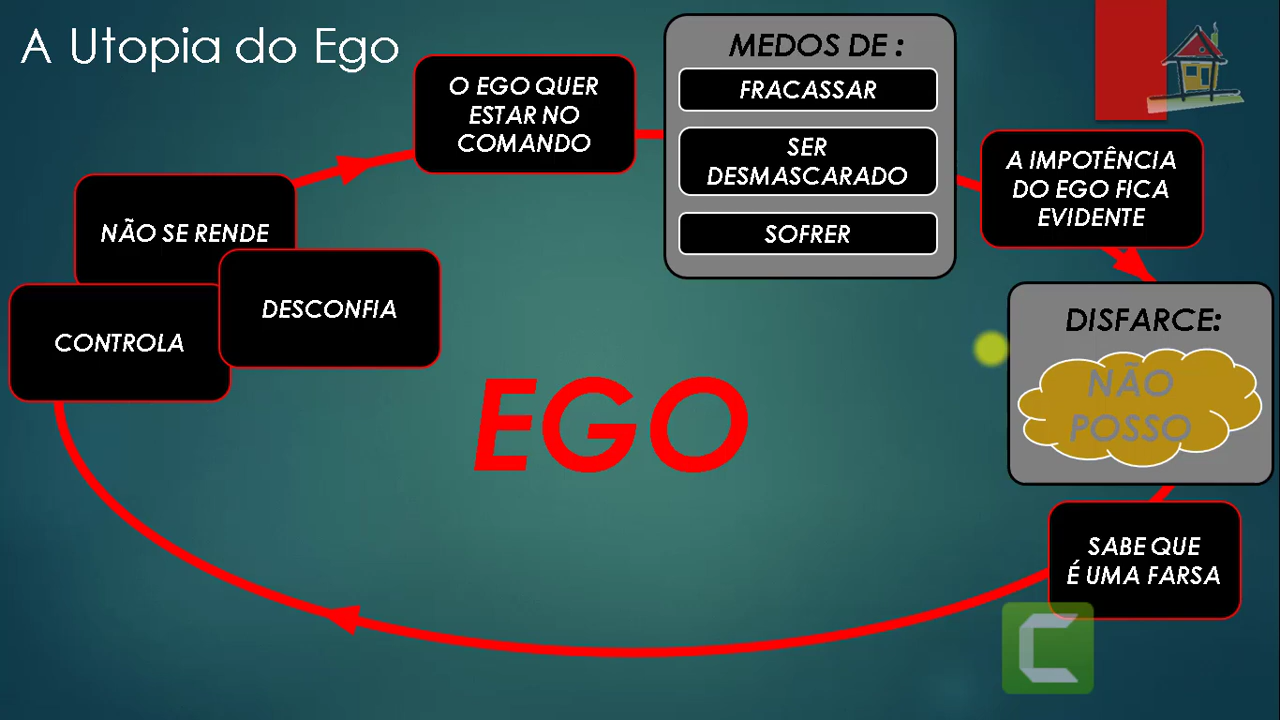 A Utopia do Ego
O EGO QUER
ESTAR NO
COMANDO
MEDOS DE :
FRACASSAR
SER
DESMASCARADO
SOFRER
A IMPOTÊNCIA
DO EGO FICA
EVIDENTE
DISFARCE:
NÃO
POSSO
SABE QUE
É UMA FARSA
CONTROLA
NÃO SE RENDE
DESCONFIA
EGO